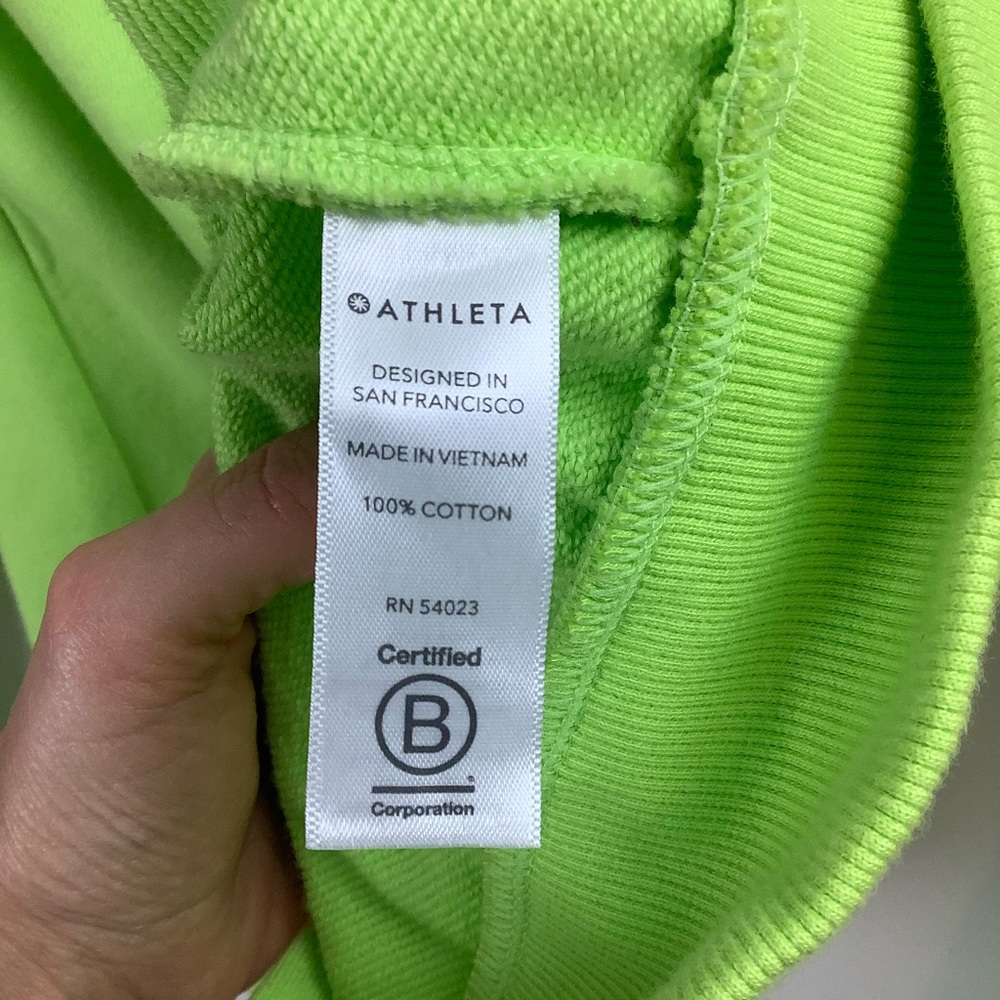 ATHLETA
DESIGNED IN
SAN FRANCISCO
MADE IN VIETNAM
100% COTTON
RN 54023
Certified
B
®
Corporation